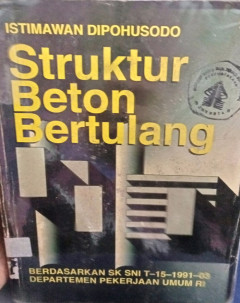 ISTIMAWAN DIPOHUSODO
Struktur
Beton
Bertulang
BERDASARKAN SK SNI T-15-1991-03
DEPARTEMEN PEKERJAAN UMUM RI